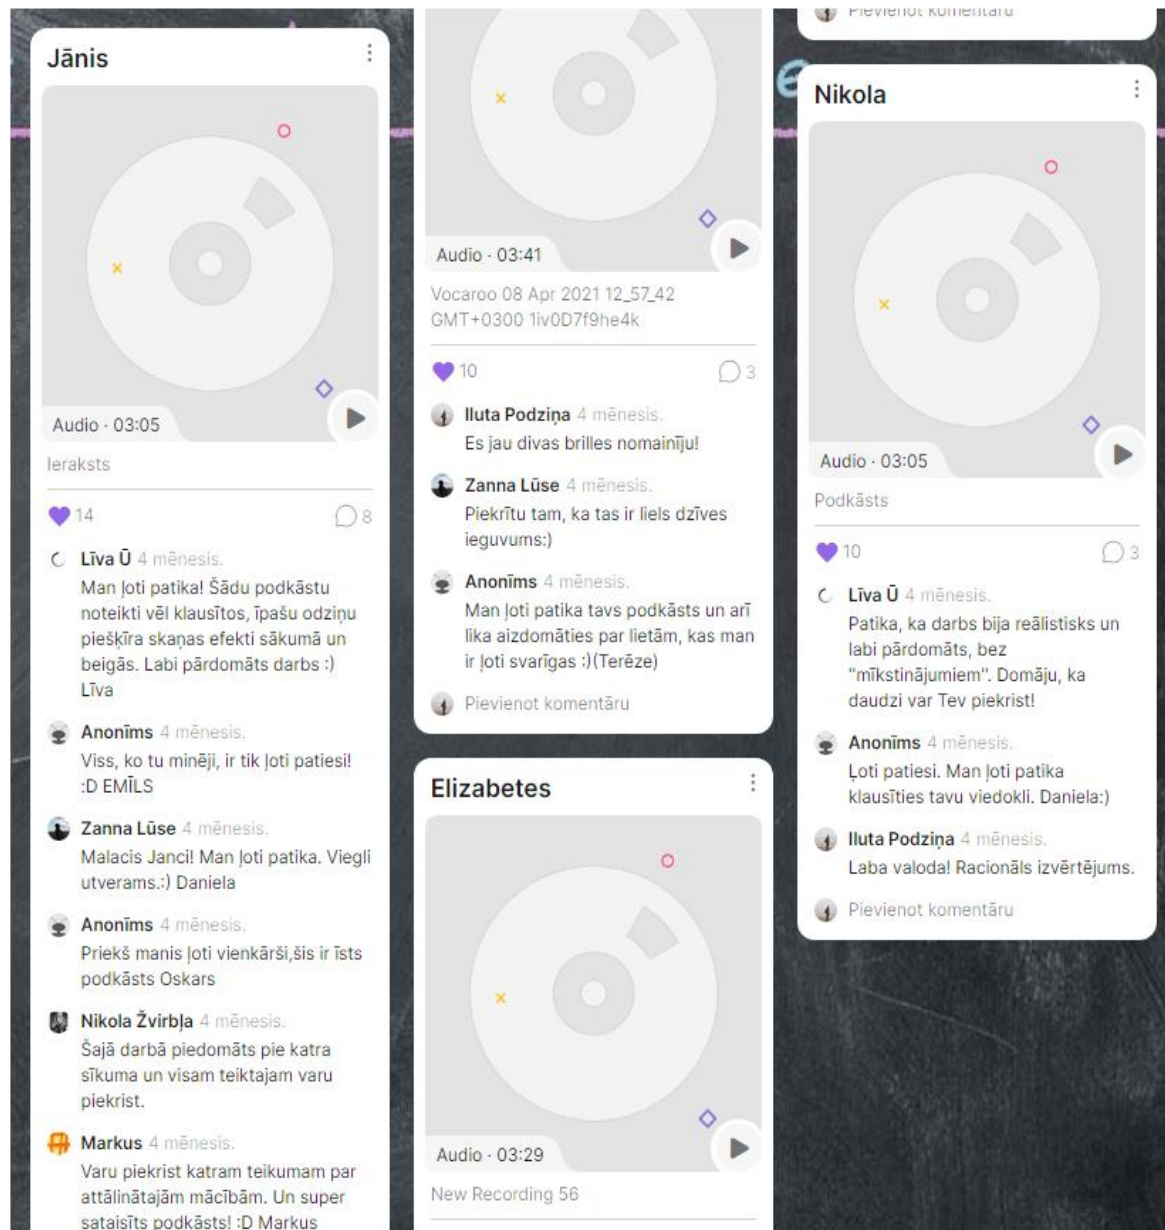 Jānis
Audio · 03:05
Ieraksts
14
8
Līva Ū 4 mēnesis.
Man ļoti patika! Šādu podkāstu
noteikti vēl klausītos, īpašu odziņu
piešķīra skaņas efekti sākumā un
beigās. Labi pārdomāts darbs :)
Līva
Anonīms 4 mēnesis.
Viss, ko tu minēji, ir tik ļoti patiesi!
:D EMĪLS
Zanna Lūse 4 mēnesis.
Malacis Janci! Man ļoti patika. Viegli
utverams.:) Daniela
Anonīms 4 mēnesis.
Priekš manis ļoti vienkārši,šis ir īsts
podkāsts Oskars
Nikola Žvirbļa 4 mēnesis.
Šajā darbā piedomāts pie katra
sīkuma un visam teiktajam varu
piekrist.
Markus 4 mēnesis.
Varu piekrist katram teikumam par
attālinātajām mācībām. Un super
sataisīts podkāsts! :D Markus
Audio · 03:41
Vocaroo 08 Apr 2021 12_57_42
GMT+0300 1iv0D7f9he4k
10
3
Iluta Podziņa 4 mēnesis.
Es jau divas brilles nomainīju!
Zanna Lūse 4 mēnesis.
Piekrītu tam, ka tas ir liels dzīves
ieguvums:)
Anonīms 4 mēnesis.
Man ļoti patika tavs podkāsts un arī
lika aizdomāties par lietām, kas man
ir ļoti svarīgas :)(Terēze)
Pievienot komentāru
Elizabetes
Audio · 03:29
New Recording 56
Pievienot komentāru
Nikola
Audio · 03:05
Podkāsts
10
3
Līva Ū 4 mēnesis.
Patika, ka darbs bija reālistisks un
labi pārdomāts, bez
"mīkstinājumiem". Domāju, ka
daudzi var Tev piekrist!
Anonīms 4 mēnesis.
Ļoti patiesi. Man ļoti patika
klausīties tavu viedokli. Daniela:)
Iluta Podziņa 4 mēnesis.
Laba valoda! Racionāls izvērtējums.
Pievienot komentāru